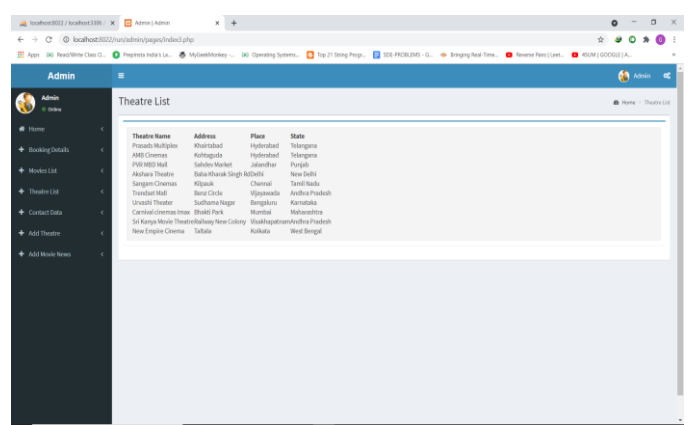 localhost:8022 / localhost:3308 /
Admin | Admin
localhost:8022/run/admin/pages/index3.php
Apps
Read/Write Class O...
PrepInsta India's La...
MyGeekMonkey -...
Operating Systems...
Top 21 String Progr...
SDE-PROBLEMS - G...
Bringing Real-Time...
Reverse Pairs | Leet...
4SUM | GOOGLE | A...
Admin
Admin
Admin
Online
Theatre List
Home > Theatre List
Home
Booking Details
Movies List
Theatre List
Contact Data
Add Theatre
Add Movie News
Theatre Name Address Place State
Prasads Multiplex Khairtabad Hyderabad Telangana
AMB Cinemas Kothaguda Hyderabad Telangana
PVR MBD Mall Sahdev Market Jalandhar Punjab
Akshara Theatre Baba Kharak Singh Rd Delhi New Delhi
Sangam Cinemas Kilpauk Chennai Tamil Nadu
Trendset Mall Benz Circle Vijayawada Andhra Pradesh
Urvashi Theater Sudhama Nagar Bengaluru Karnataka
Carnival cinemas Imax Bhakti Park Mumbai Maharashtra
Sri Kanya Movie Theatre Railway New Colony Visakhapatnam Andhra Pradesh
New Empire Cinema Taltala Kolkata West Bengal